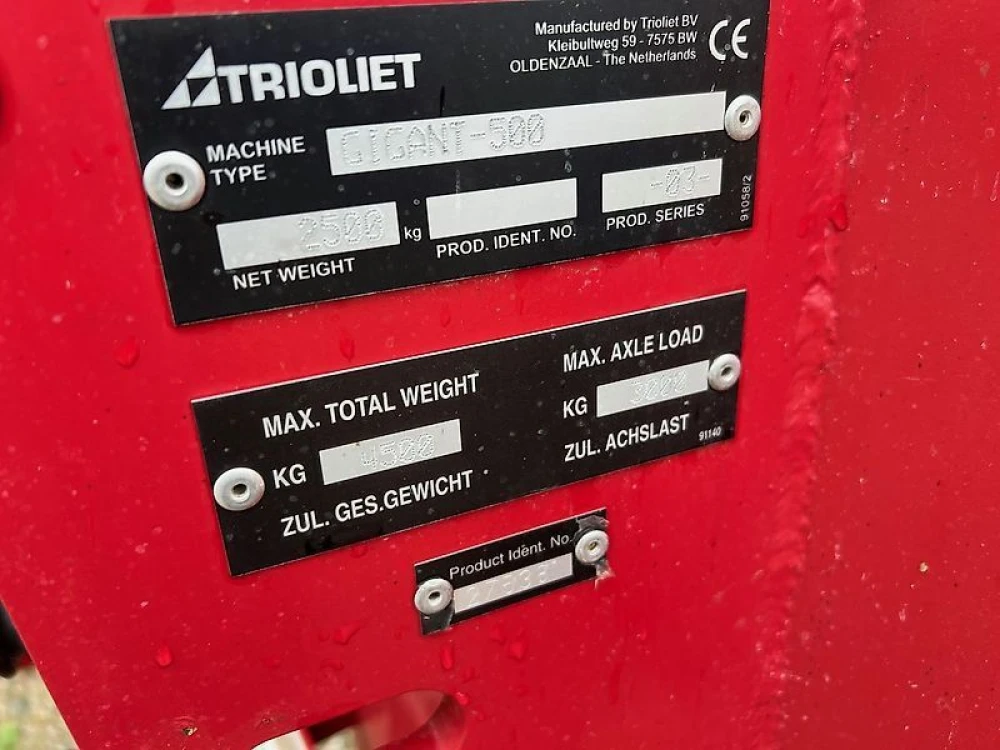 Manufactured by Trioliet BV
Kleibultweg 59 - 7575 BW
OLDENZAAL - The Netherlands
CE
TRIOLIET
MACHINE TYPE
GIGANT-500
2500 kg
NET WEIGHT
PROD. IDENT. NO.
-03-
PROD. SERIES
91058/2
MAX. TOTAL WEIGHT
KG 4500
ZUL. GES.GEWICHT
MAX. AXLE LOAD
KG 3000
ZUL. ACHSLAST
91140
Product Ident. No.